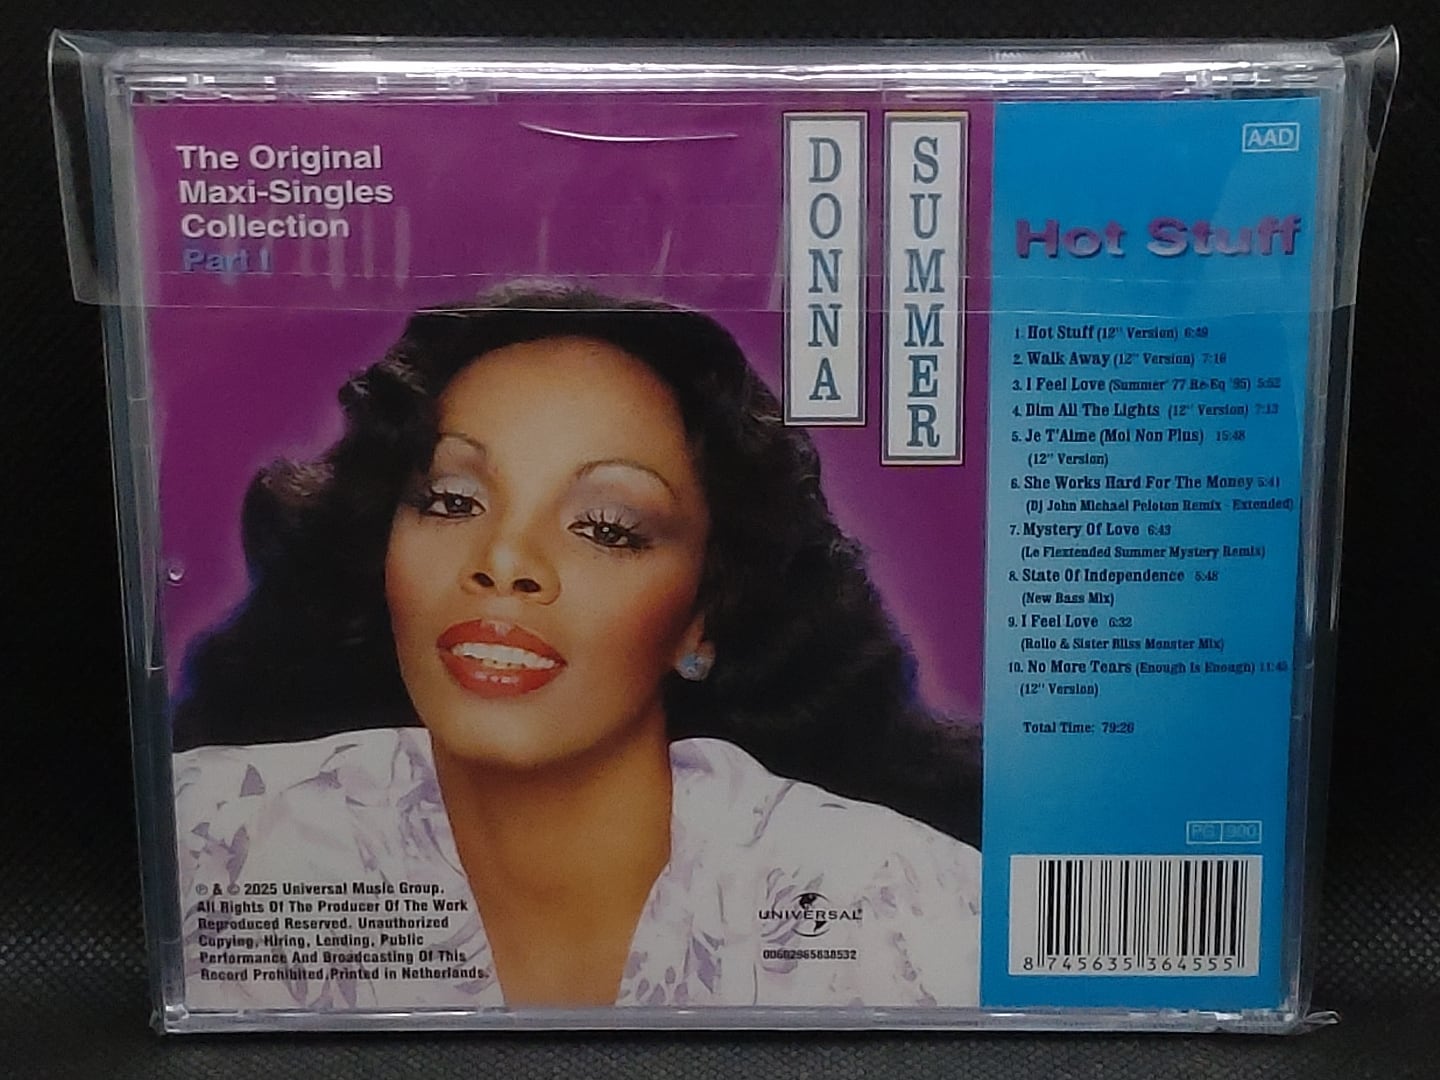 The Original
Maxi-Singles
Collection
Part I
DONNA
SUMMER
AAD
Hot Stuff
1. Hot Stuff (12" Version) 6:49
2. Walk Away (12" Version) 7:16
3. I Feel Love (Summer' 77 Re-Eq '95) 5:52
4. Dim All The Lights (12" Version) 7:13
5. Je T'Aime (Moi Non Plus) 15:48
(12" Version)
6. She Works Hard For The Money 5:41
(Dj John Michael Peloton Remix - Extended)
7. Mystery Of Love 6:43
(Le Flextended Summer Mystery Remix)
8. State Of Independence 5:48
(New Bass Mix)
9. I Feel Love 6:32
(Rollo & Sister Bliss Monster Mix)
10. No More Tears (Enough Is Enough) 11:43
(12" Version)
Total Time: 79:26
PG 900
8 745635 364555
℗ & © 2025 Universal Music Group.
All Rights Of The Producer Of The Work
Reproduced Reserved. Unauthorized
Copying, Hiring, Lending, Public
Performance And Broadcasting Of This
Record Prohibited,Printed in Netherlands.
UNIVERSAL
00602965838532